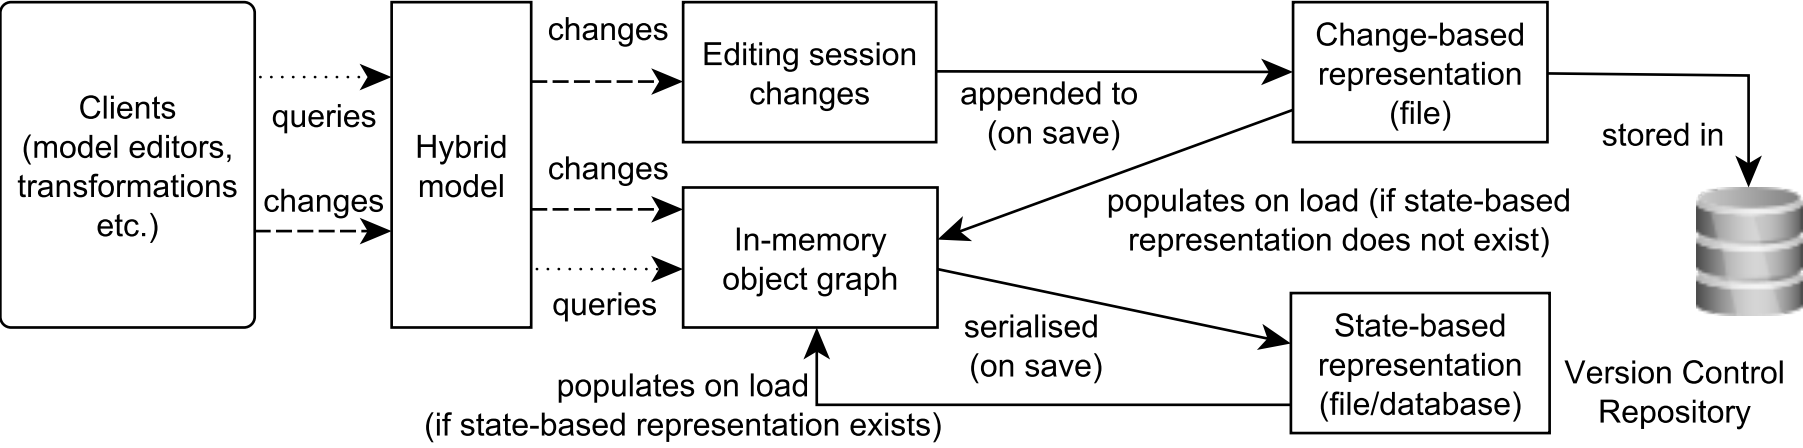 Clients
(model editors,
transformations
etc.)
queries
changes
Hybrid
model
changes
changes
queries
Editing session
changes
In-memory
object graph
appended to
(on save)
Change-based
representation
(file)
stored in
populates on load (if state-based
representation does not exist)
serialised
(on save)
populates on load
(if state-based representation exists)
State-based
representation
(file/database)
Version Control
Repository